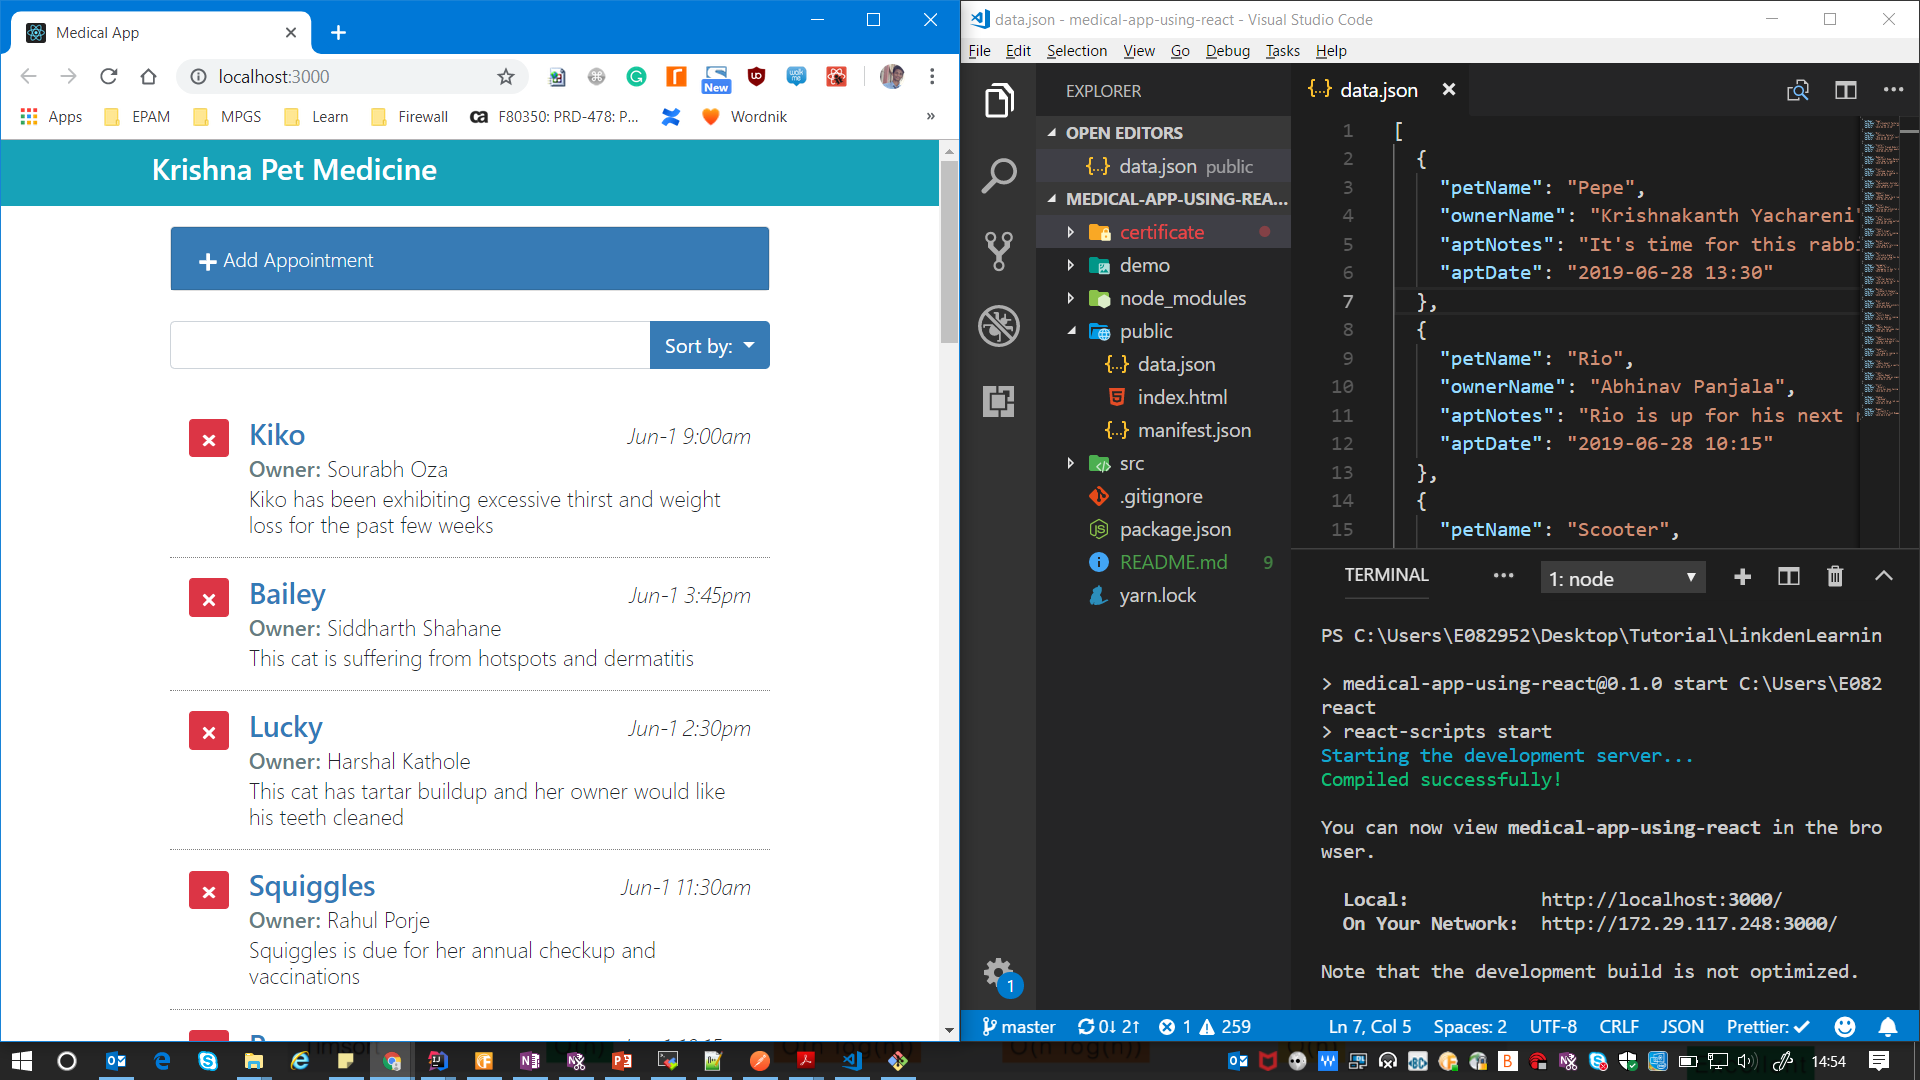 Medical App
localhost:3000
New
Apps
EPAM
MPGS
Learn
Firewall
F80350: PRD-478: P...
Wordnik
»
Krishna Pet Medicine
Add Appointment
Sort by:
Kiko
Jun-1 9:00am
Owner: Sourabh Oza
Kiko has been exhibiting excessive thirst and weight
loss for the past few weeks
Bailey
Jun-1 3:45pm
Owner: Siddharth Shahane
This cat is suffering from hotspots and dermatitis
Lucky
Jun-1 2:30pm
Owner: Harshal Kathole
This cat has tartar buildup and her owner would like
his teeth cleaned
Squiggles
Jun-1 11:30am
Owner: Rahul Porje
Squiggles is due for her annual checkup and
vaccinations
data.json - medical-app-using-react - Visual Studio Code
File Edit Selection View Go Debug Tasks Help
EXPLORER
OPEN EDITORS
{..} data.json public
MEDICAL-APP-USING-REA...
certificate
demo
node_modules
public
{..} data.json
index.html
{..} manifest.json
src
.gitignore
package.json
README.md 9
yarn.lock
1
{..} data.json
1 [
2 {
3 "petName": "Pepe",
4 "ownerName": "Krishnakanth Yachareni"
5 "aptNotes": "It's time for this rabb
6 "aptDate": "2019-06-28 13:30"
7 },
8 {
9 "petName": "Rio",
10 "ownerName": "Abhinav Panjala",
11 "aptNotes": "Rio is up for his next
12 "aptDate": "2019-06-28 10:15"
13 },
14 {
15 "petName": "Scooter",
TERMINAL
1: node
PS C:\Users\E082952\Desktop\Tutorial\LinkdenLearnin
> medical-app-using-react@0.1.0 start C:\Users\E082
react
> react-scripts start
Starting the development server...
Compiled successfully!
You can now view medical-app-using-react in the bro
wser.
Local: http://localhost:3000/
On Your Network: http://172.29.117.248:3000/
Note that the development build is not optimized.
master 0↓ 2↑ 1 259
Ln 7, Col 5 Spaces: 2 UTF-8 CRLF JSON Prettier: ✓
14:54